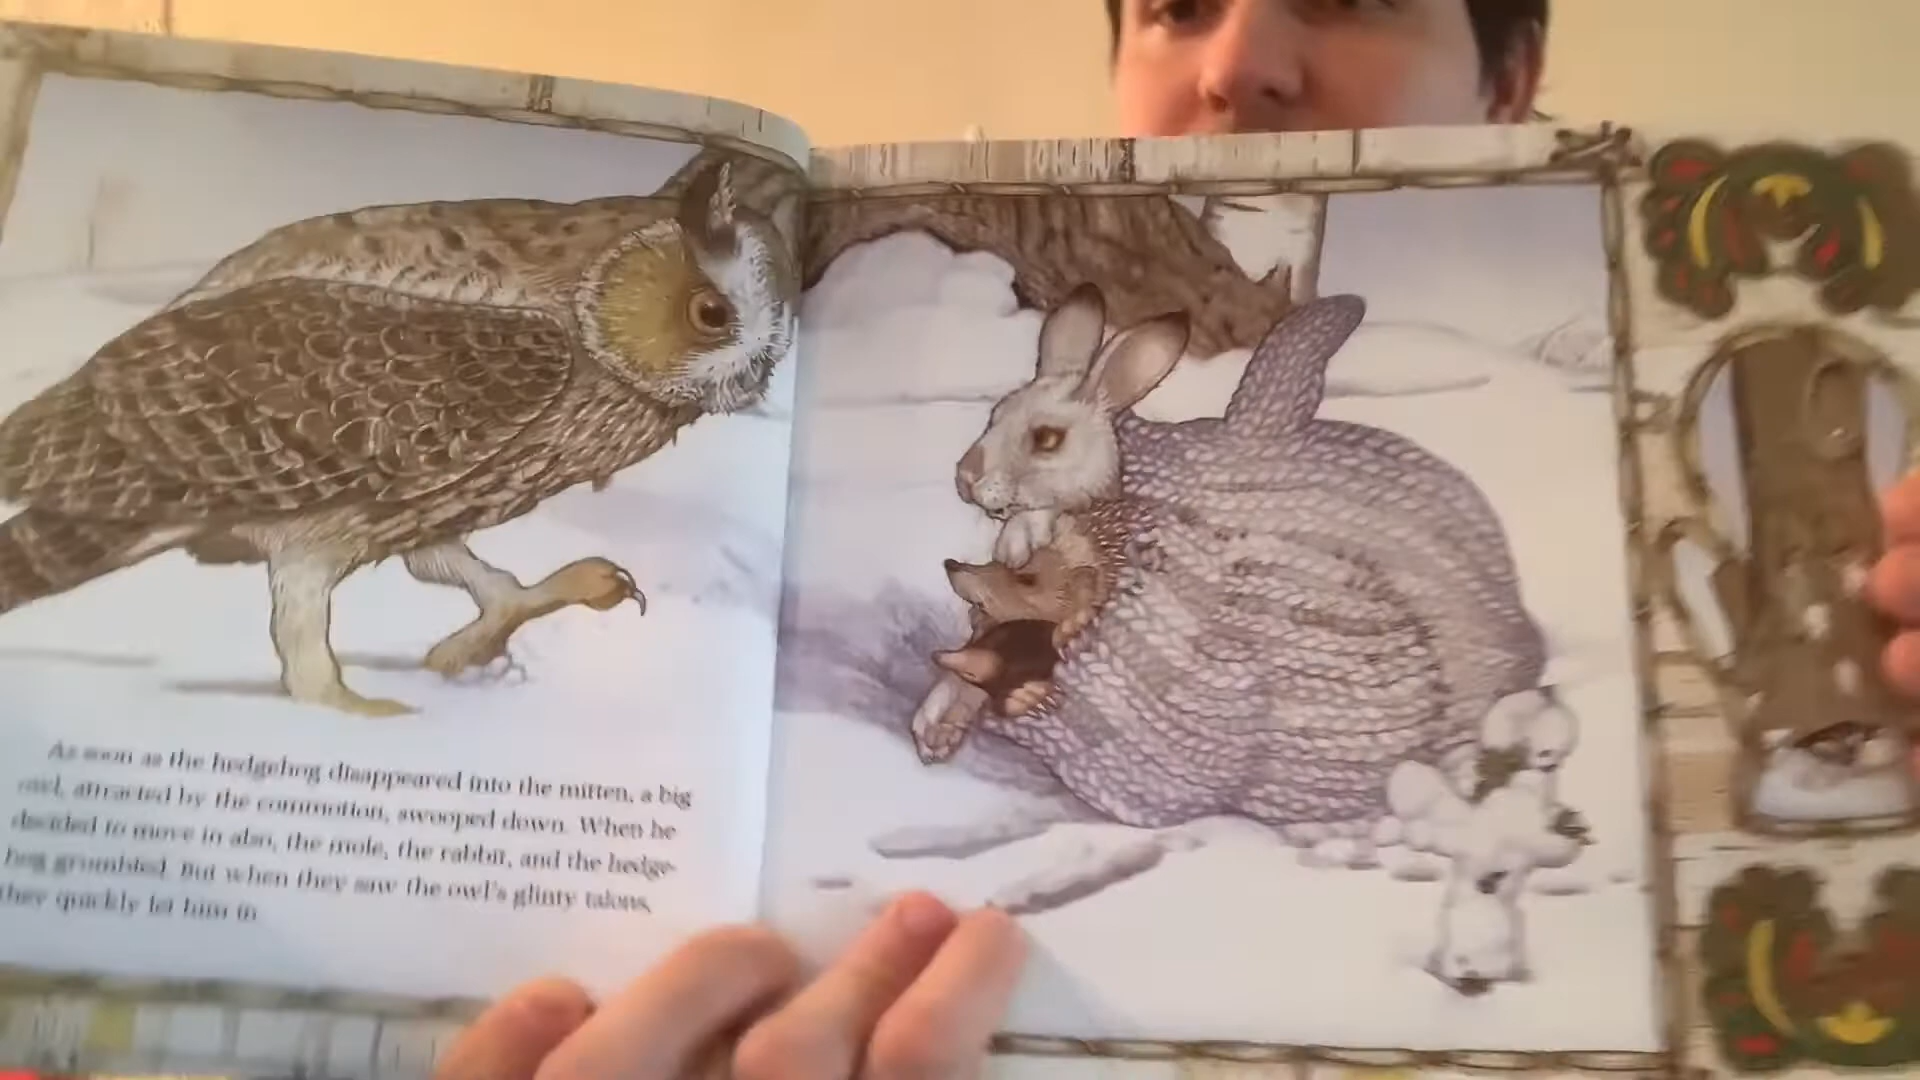 As soon as the hedgehog disappeared into the mitten, a big
owl, attracted by the commotion, swooped down. When he
decided to move in also, the mole, the rabbit, and the hedge-
hog grumbled. But when they saw the owl's glinty talons,
they quickly let him in.